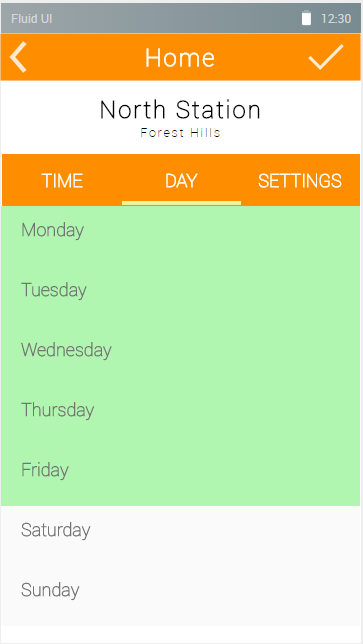 Fluid UI 12:30
Home
North Station
Forest Hills
TIME DAY SETTINGS
Monday
Tuesday
Wednesday
Thursday
Friday
Saturday
Sunday